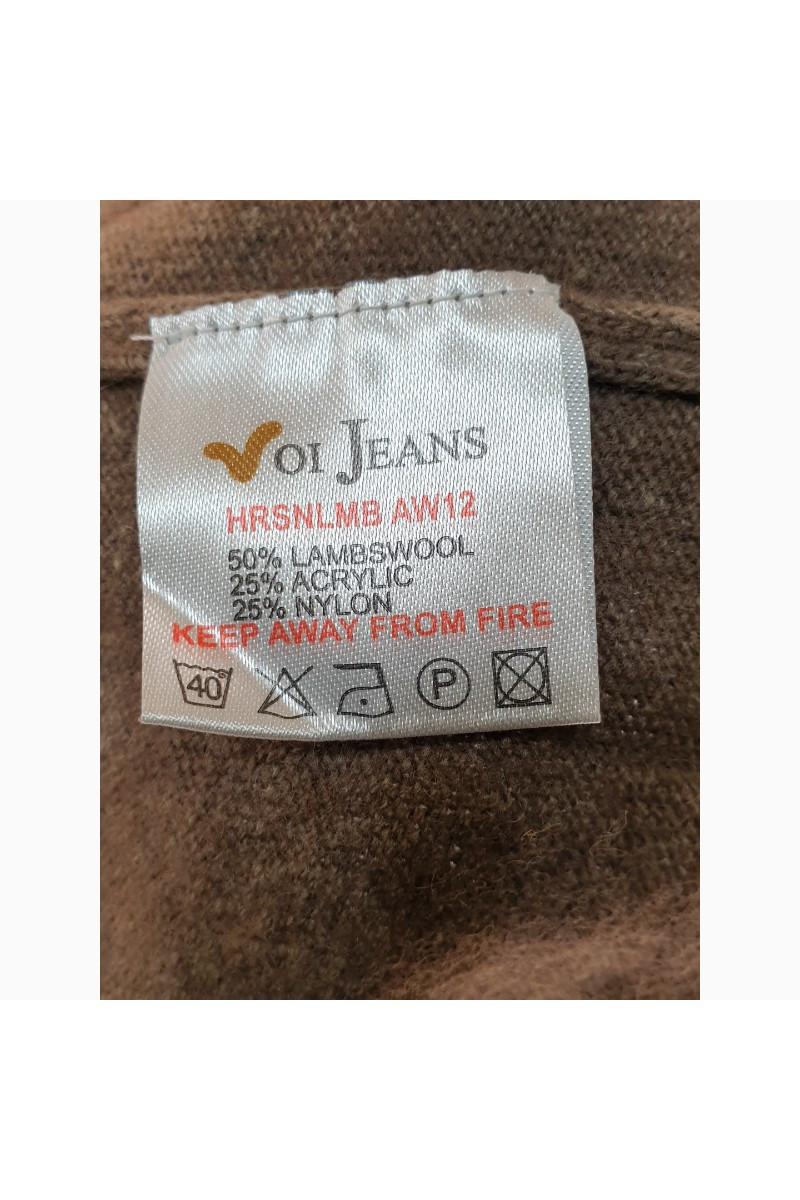 VOI JEANS
HRSNLMB AW12
50% LAMBSWOOL
25% ACRYLIC
25% NYLON
KEEP AWAY FROM FIRE
40° P